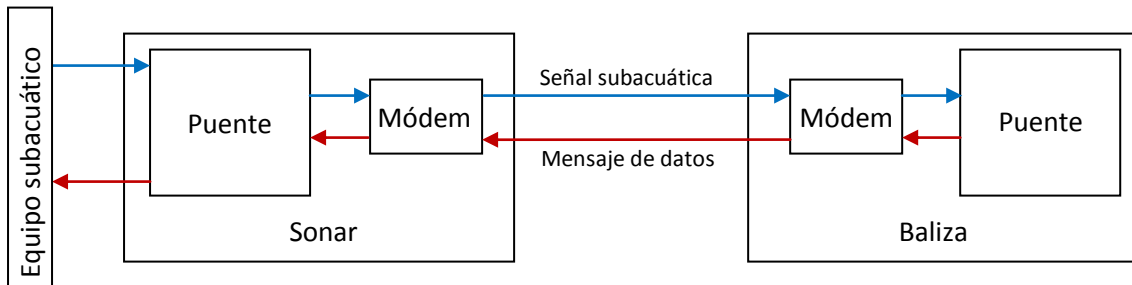 Equipo subacuático
Puente
Módem
Sonar
Señal subacuática
Mensaje de datos
Módem
Puente
Baliza